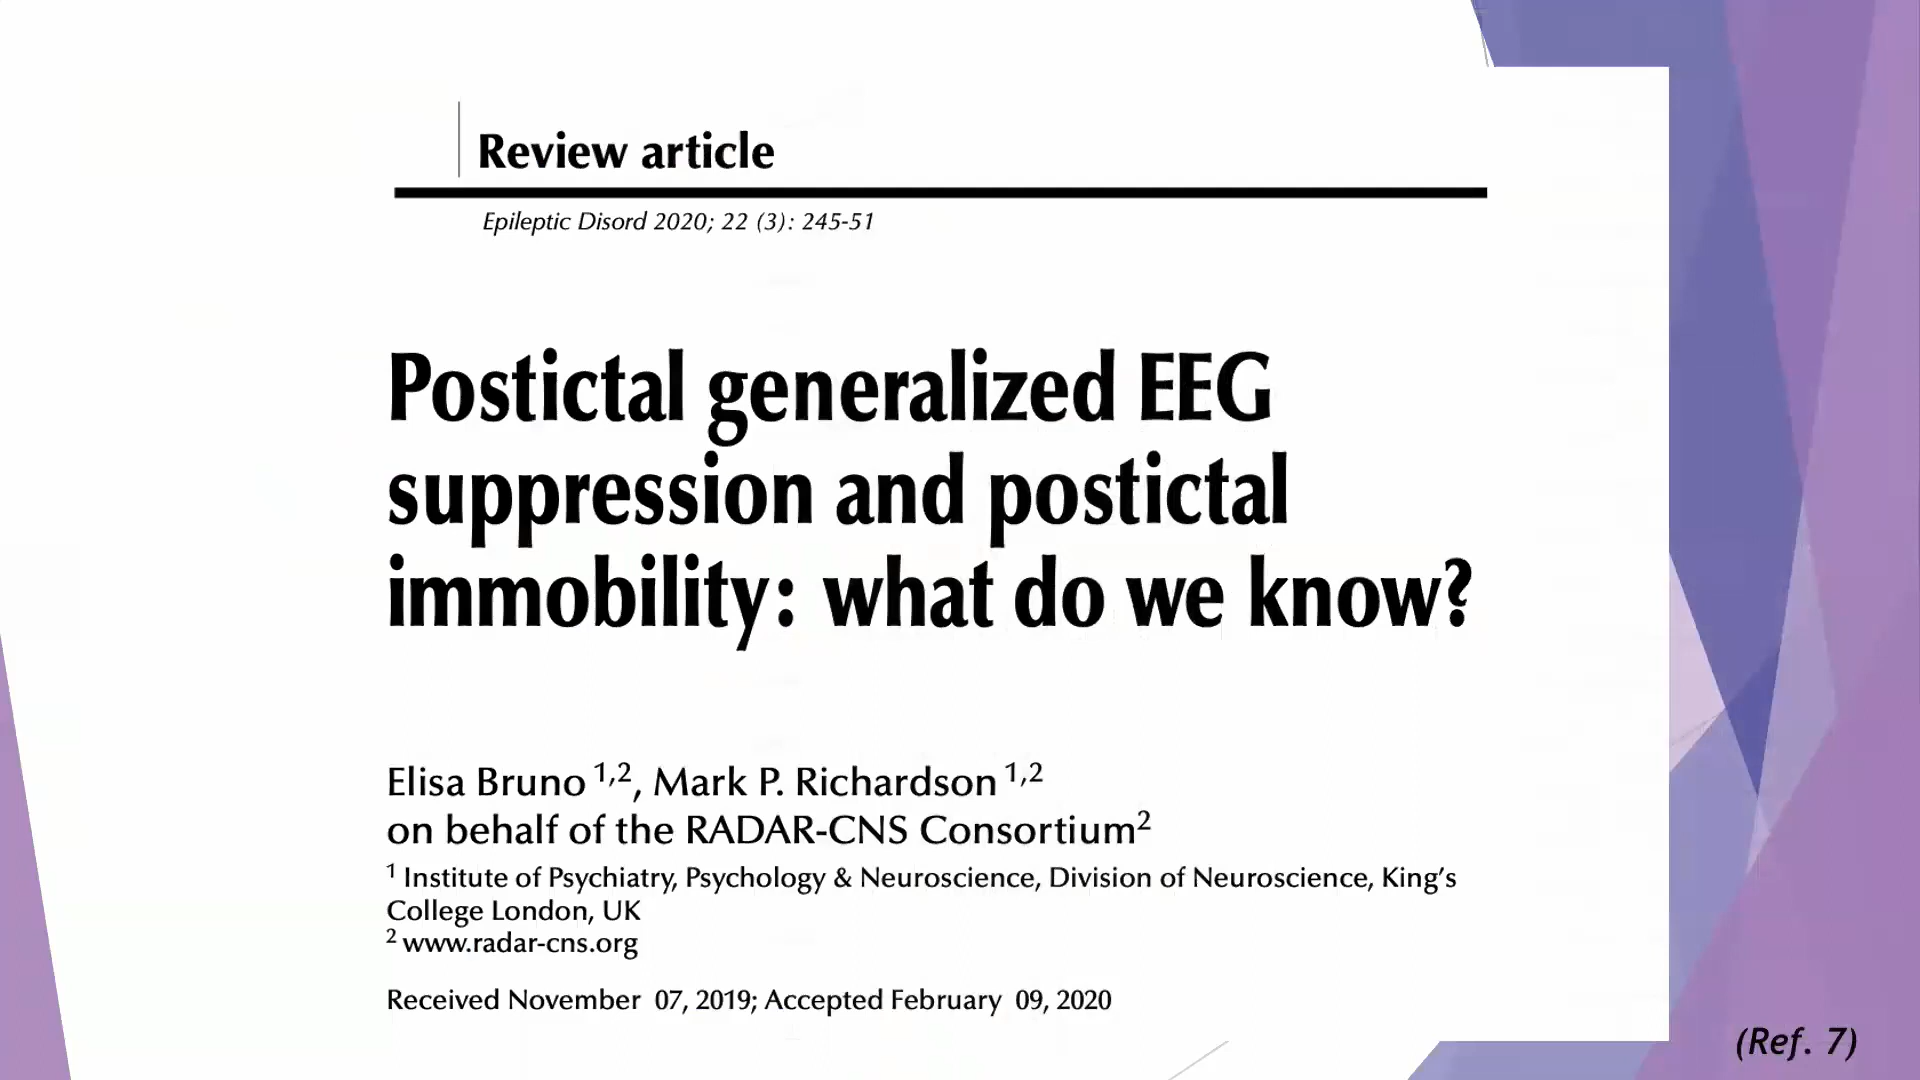 Review article
Epileptic Disord 2020; 22 (3): 245-51
Postictal generalized EEG
suppression and postictal
immobility: what do we know?
Elisa Bruno 1,2, Mark P. Richardson 1,2
on behalf of the RADAR-CNS Consortium2
1 Institute of Psychiatry, Psychology & Neuroscience, Division of Neuroscience, King's
College London, UK
2 www.radar-cns.org
Received November 07, 2019; Accepted February 09, 2020
(Ref. 7)